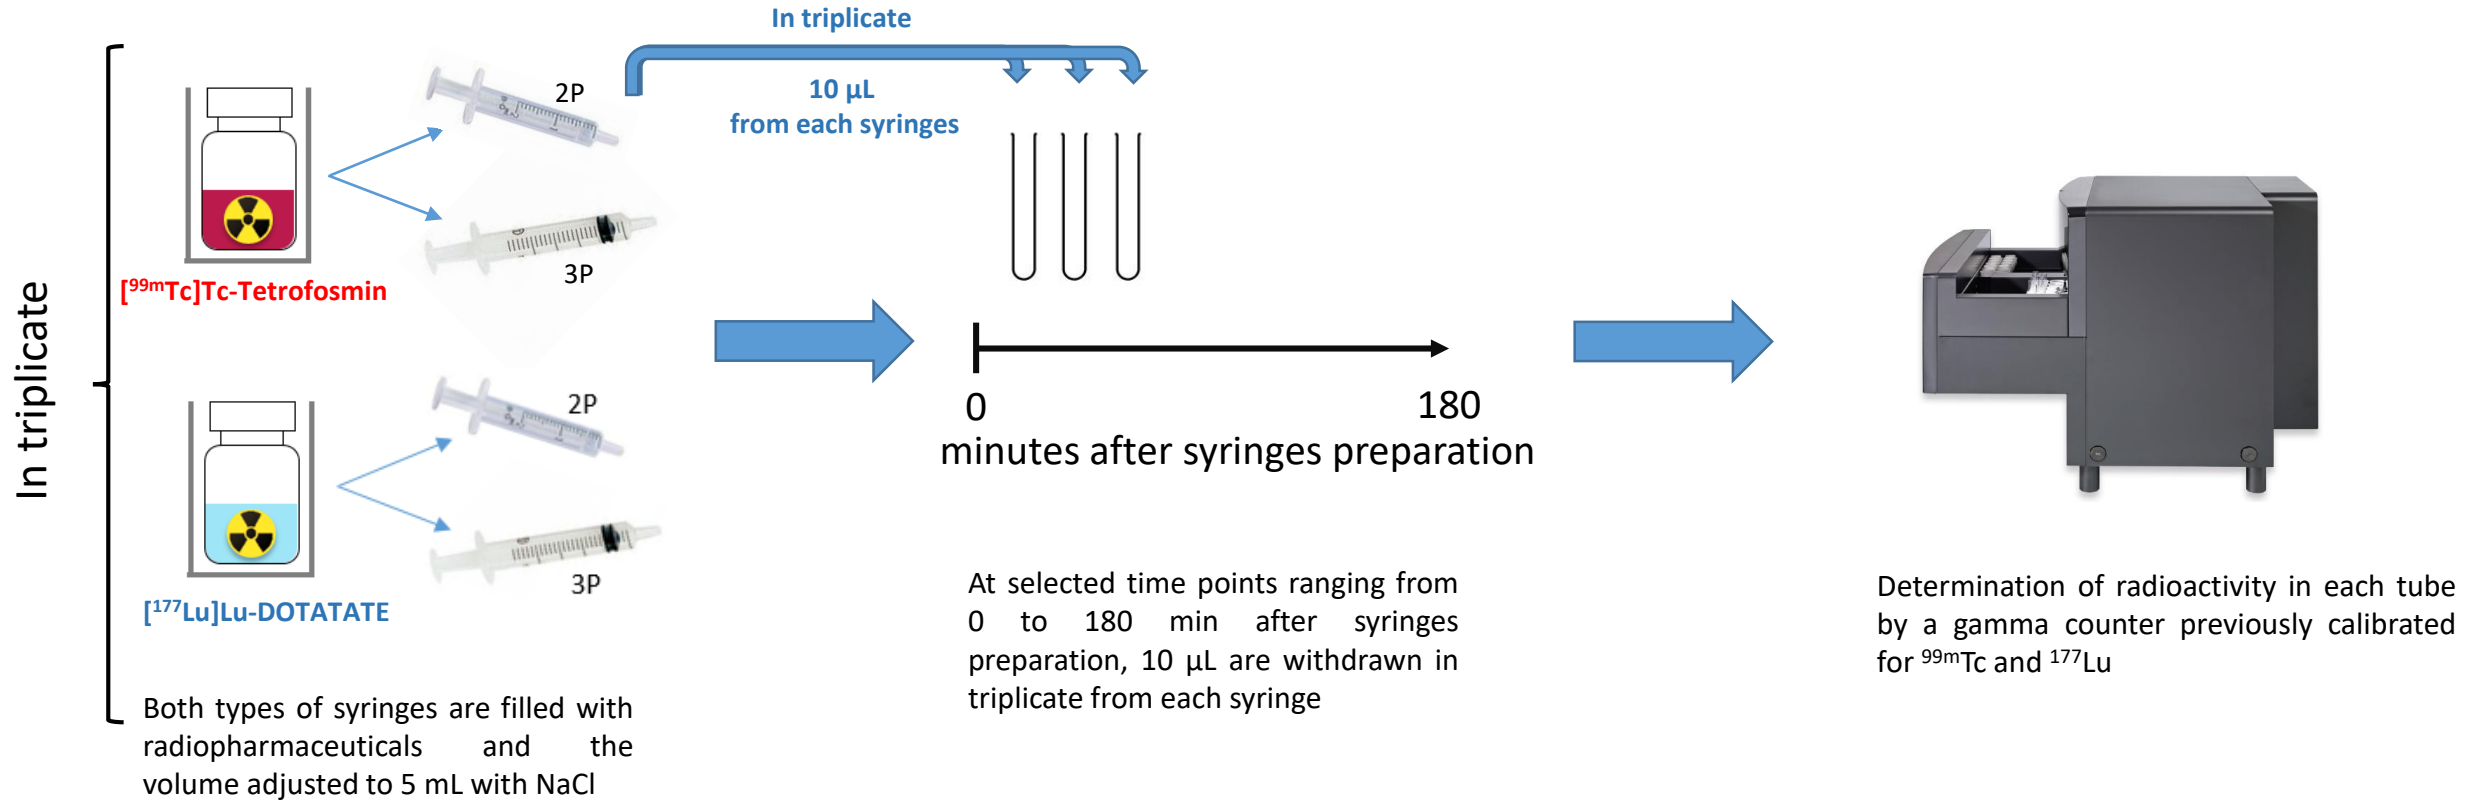 In triplicate
In triplicate
10 µL
from each syringes
2P
3P
[99mTc]Tc-Tetrofosmin
2P
3P
[177Lu]Lu-DOTATATE
Both types of syringes are filled with
radiopharmaceuticals and the
volume adjusted to 5 mL with NaCl
0
180
minutes after syringes preparation
At selected time points ranging from
0 to 180 min after syringes
preparation, 10 µL are withdrawn in
triplicate from each syringe
Determination of radioactivity in each tube
by a gamma counter previously calibrated
for 99mTc and 177Lu